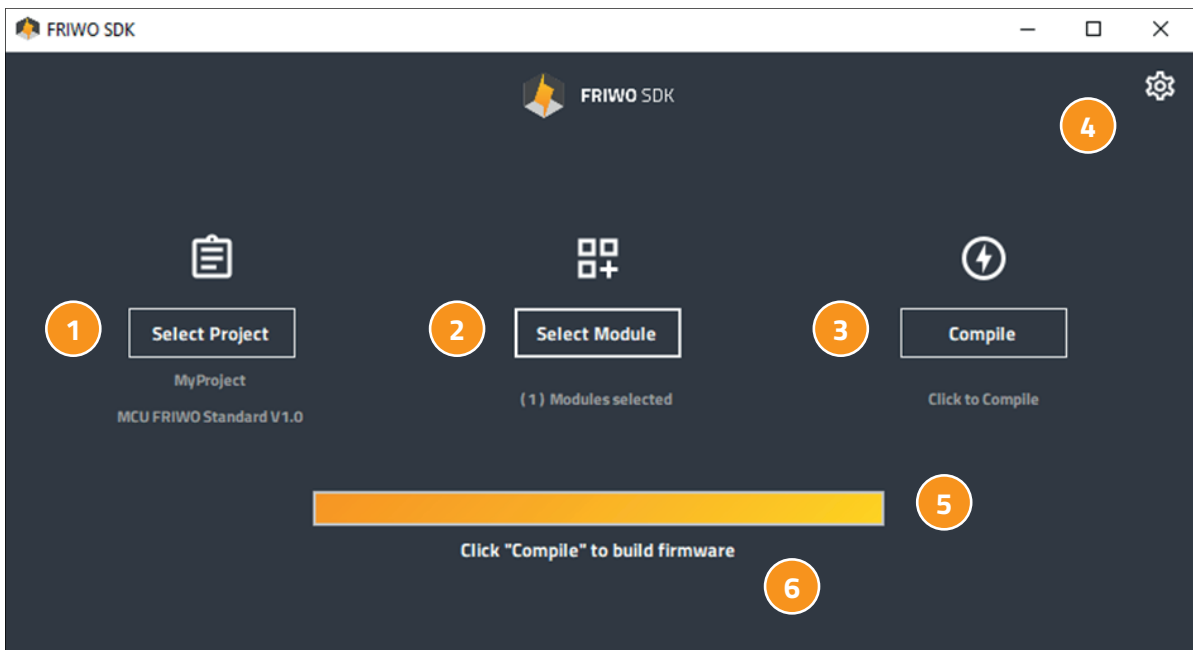 FRIWO SDK
FRIWO SDK
4
1
Select Project
2
Select Module
3
Compile
MyProject
MCU FRIWO Standard V1.0
(1) Modules selected
Click to Compile
5
Click "Compile" to build firmware
6